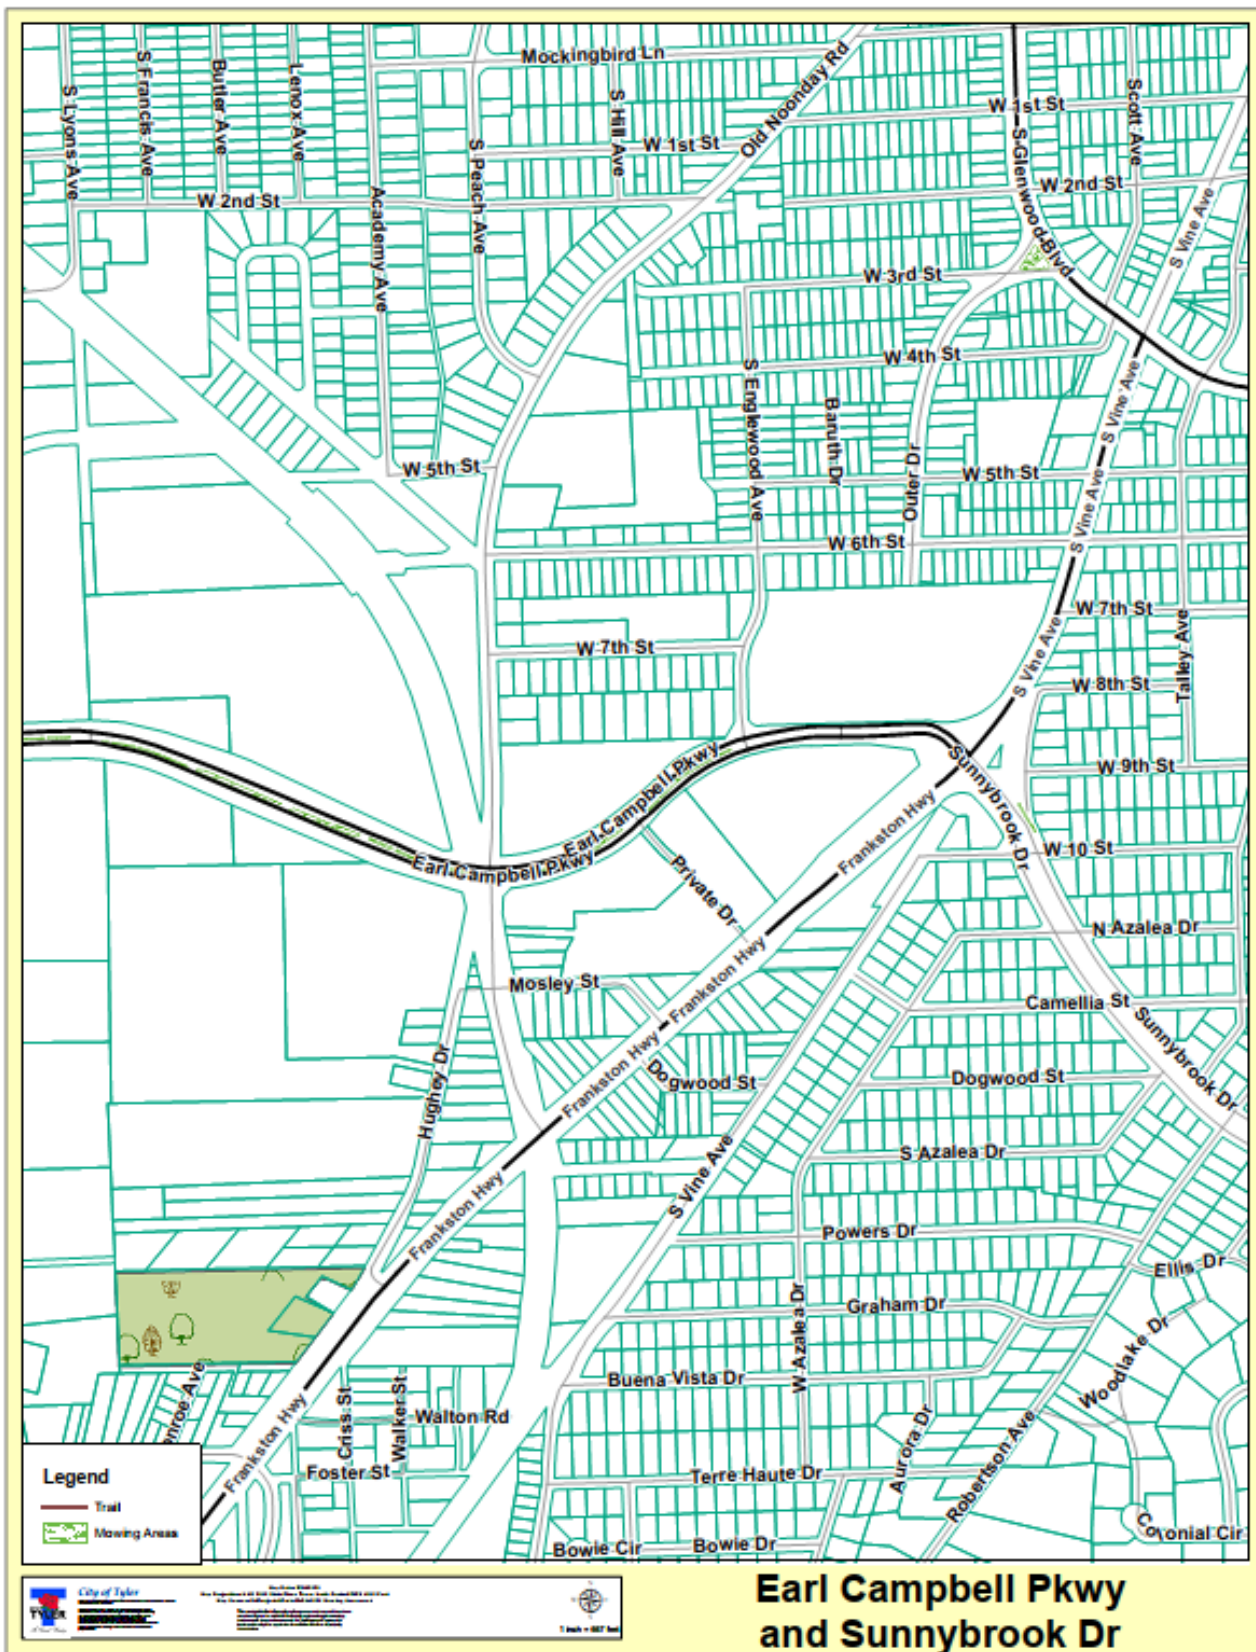 Mockingbird Ln
Old Noonday Rd
S Lyons Ave
S Francis Ave
Butler Ave
Lenox Ave
S Hill Ave
S Peach Ave
W 1st St
W 1st St
Scott Ave
S Glenwood Blvd
W 2nd St
W 2nd St
Academy Ave
S Vine Ave
W 3rd St
W 4th St
S Englewood Ave
Baruth Dr
Outer Dr
S Vine Ave
W 5th St
W 5th St
S Vine Ave
W 6th St
W 7th St
W 7th St
S Vine Ave
Talley Ave
W 8th St
W 9th St
Earl Campbell Pkwy
Earl Campbell Pkwy
Sunnybrook Dr
Frankston Hwy
W 10 St
Private Dr
N Azalea Dr
Frankston Hwy
Mosley St
Camellia St
Sunnybrook Dr
Frankston Hwy
Hughey Dr
Dogwood St
Dogwood St
S Azalea Dr
S Vine Ave
Frankston Hwy
Powers Dr
Ellis Dr
W Azalea Dr
Graham Dr
Woodlake Dr
Buena Vista Dr
enroe Ave
Criss St
Walker St
Walton Rd
Aurora Dr
Robertson Ave
Frankston Hwy
Foster St
Terre Haute Dr
Colonial Cir
Bowie Cir
Bowie Dr
Legend
Trail
Mowing Areas
TYLER
City of Tyler
Earl Campbell Pkwy
and Sunnybrook Dr